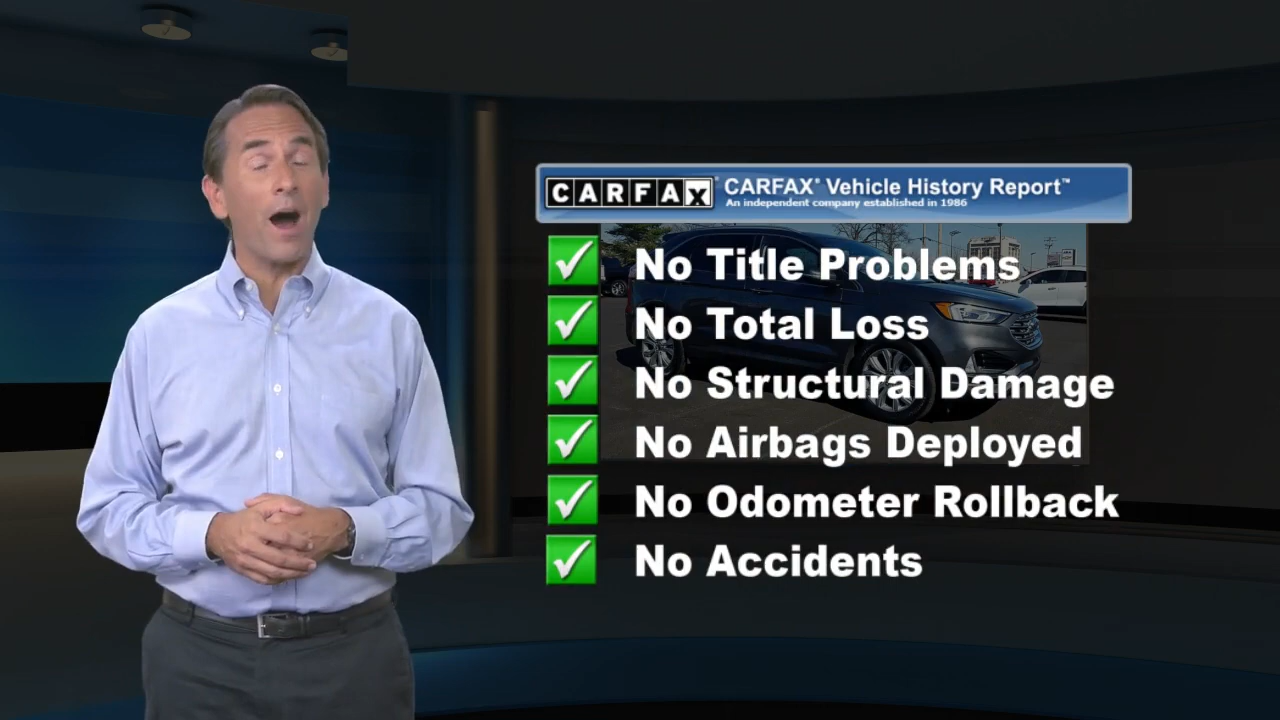 CARFAX
CARFAX® Vehicle History Report™
An independent company established in 1986
No Title Problems
No Total Loss
No Structural Damage
No Airbags Deployed
No Odometer Rollback
No Accidents